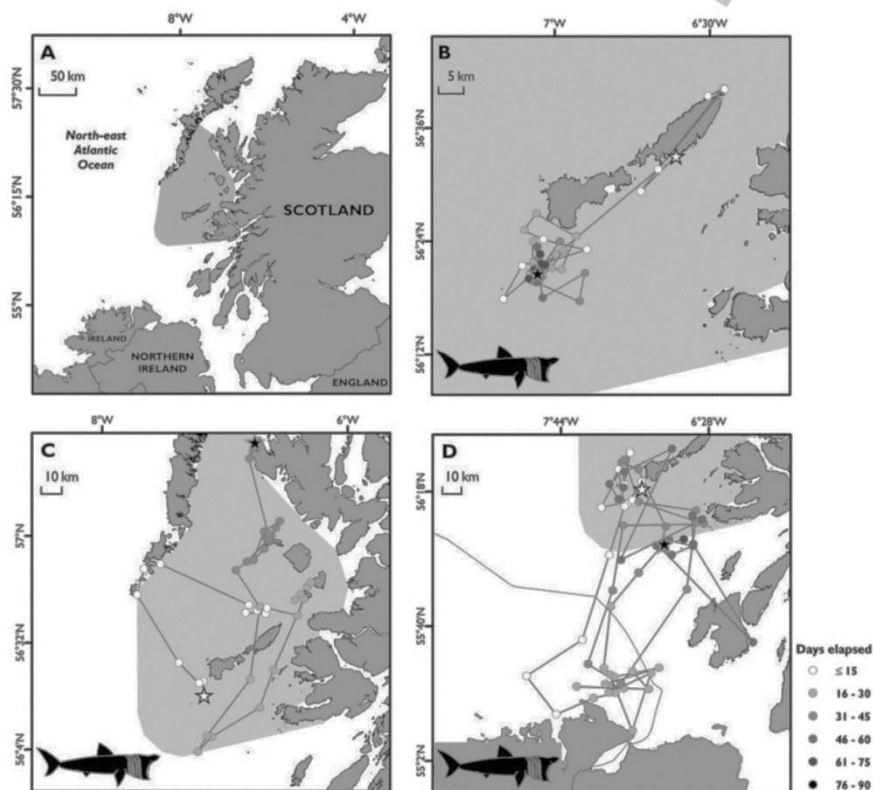 8°W
4°W
A
50 km
57°30'N
North-east
Atlantic
Ocean
56°15'N
SCOTLAND
55°N
IRELAND
NORTHERN
IRELAND
ENGLAND
7°W
6°30'W
B
5 km
56°36'N
56°24'N
56°12'N
8°W
6°W
C
10 km
57°N
56°32'N
56°4'N
7°44'W
6°28'W
D
10 km
56°18'N
55°40'N
55°2'N
Days elapsed
≤ 15
16 - 30
31 - 45
46 - 60
61 - 75
76 - 90